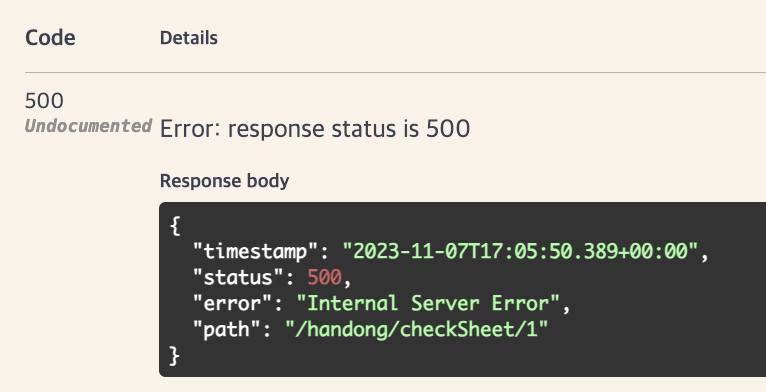 Code Details
500
Undocumented Error: response status is 500
Response body
{
  "timestamp": "2023-11-07T17:05:50.389+00:00",
  "status": 500,
  "error": "Internal Server Error",
  "path": "/handong/checkSheet/1"
}